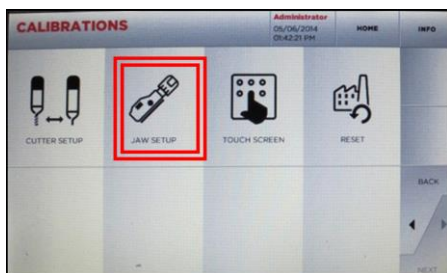 CALIBRATIONS
Administrator
05/06/2014
01:42:21 PM
HOME
INFO
CUTTER SETUP
JAW SETUP
TOUCH SCREEN
RESET
BACK
NEXT